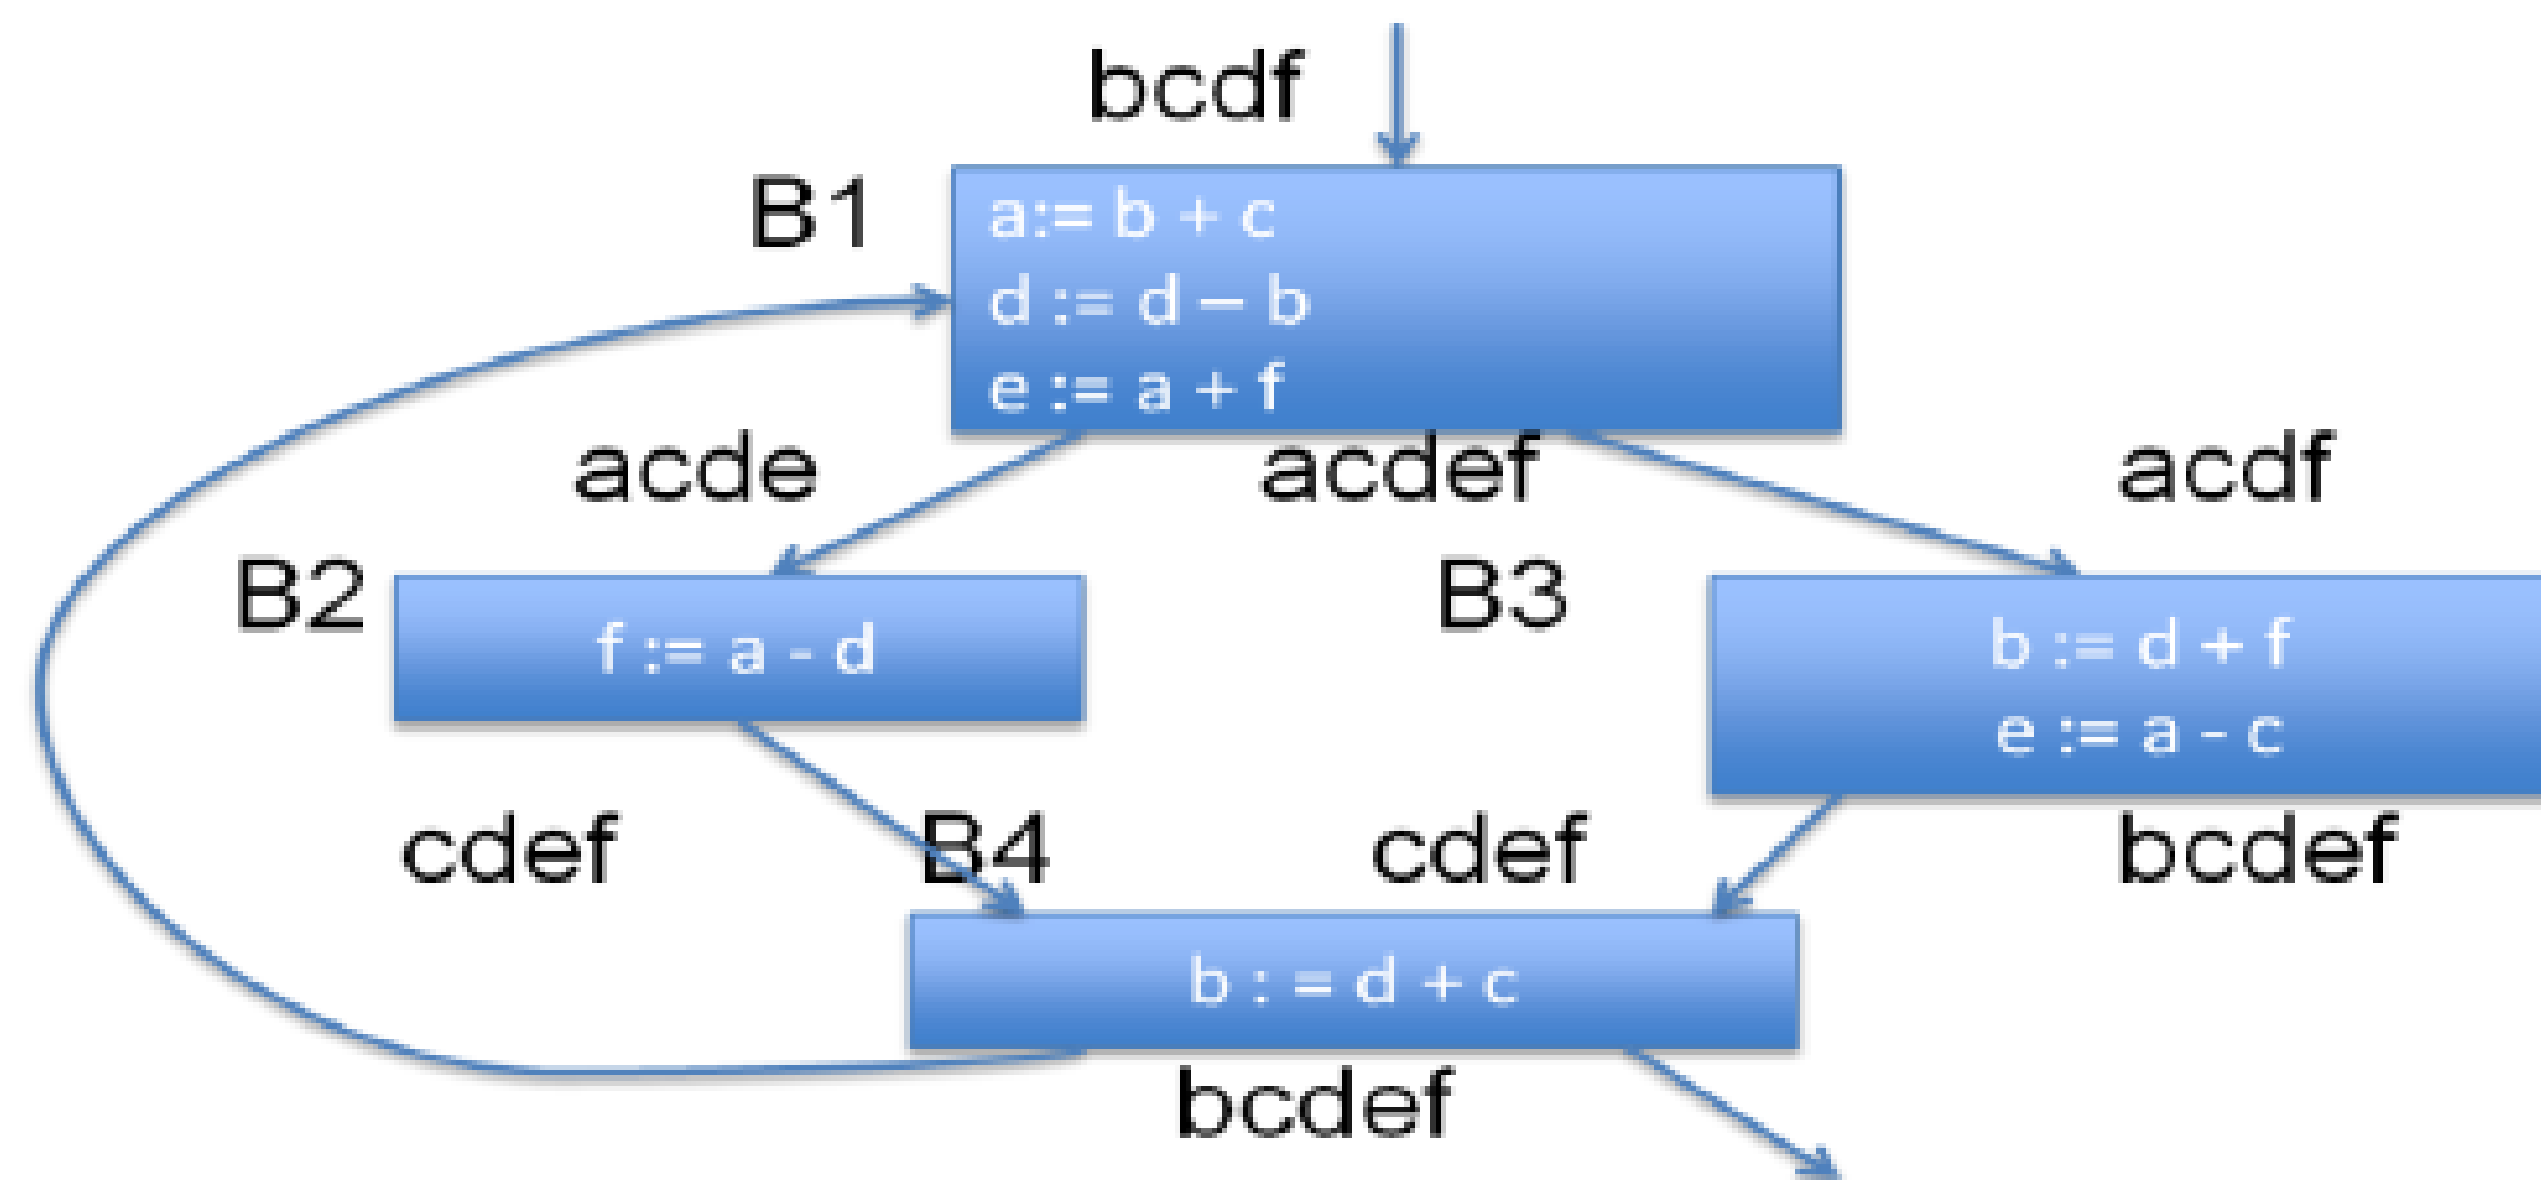 bcdf
B1
a:= b + c
d := d – b
e := a + f
acde
acdef
acdf
B2
f := a - d
B3
b := d + f
e := a - c
cdef
B4
cdef
bcdef
b : = d + c
bcdef